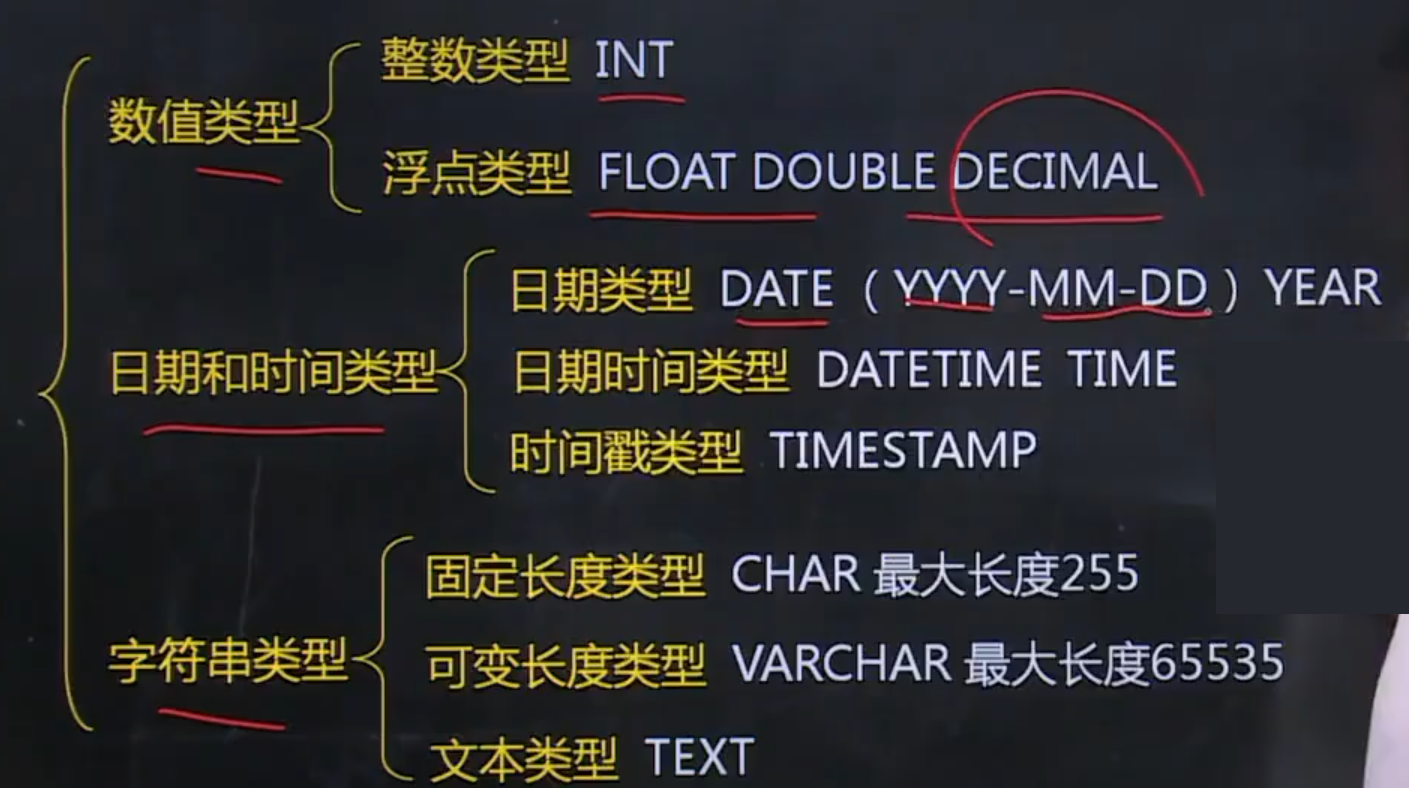 整数类型 INT
数值类型
浮点类型 FLOAT DOUBLE DECIMAL
日期类型 DATE（YYYY-MM-DD）YEAR
日期和时间类型
日期时间类型 DATETIME TIME
时间戳类型 TIMESTAMP
固定长度类型 CHAR 最大长度255
字符串类型
可变长度类型 VARCHAR 最大长度65535
文本类型 TEXT